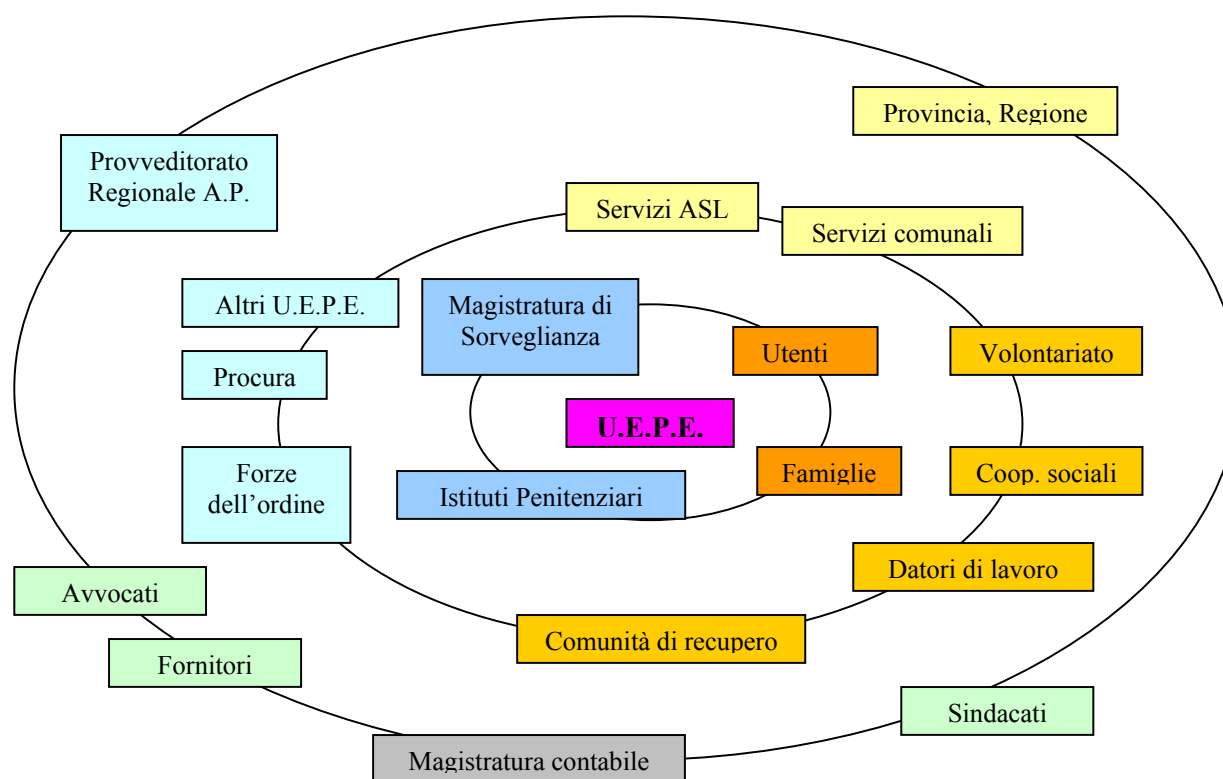 Provincia, Regione
Provveditorato
Regionale A.P.
Servizi ASL
Servizi comunali
Altri U.E.P.E.
Magistratura di
Sorveglianza
Utenti
Volontariato
Procura
U.E.P.E.
Forze
dell'ordine
Istituti Penitenziari
Famiglie
Coop. sociali
Avvocati
Datori di lavoro
Fornitori
Comunità di recupero
Sindacati
Magistratura contabile